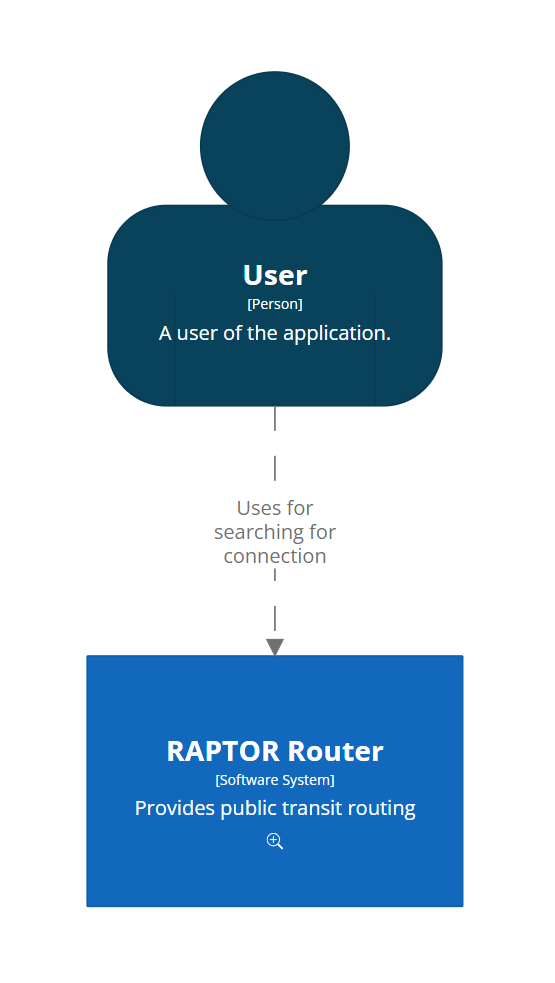 User
[Person]
A user of the application.
Uses for
searching for
connection
RAPTOR Router
[Software System]
Provides public transit routing